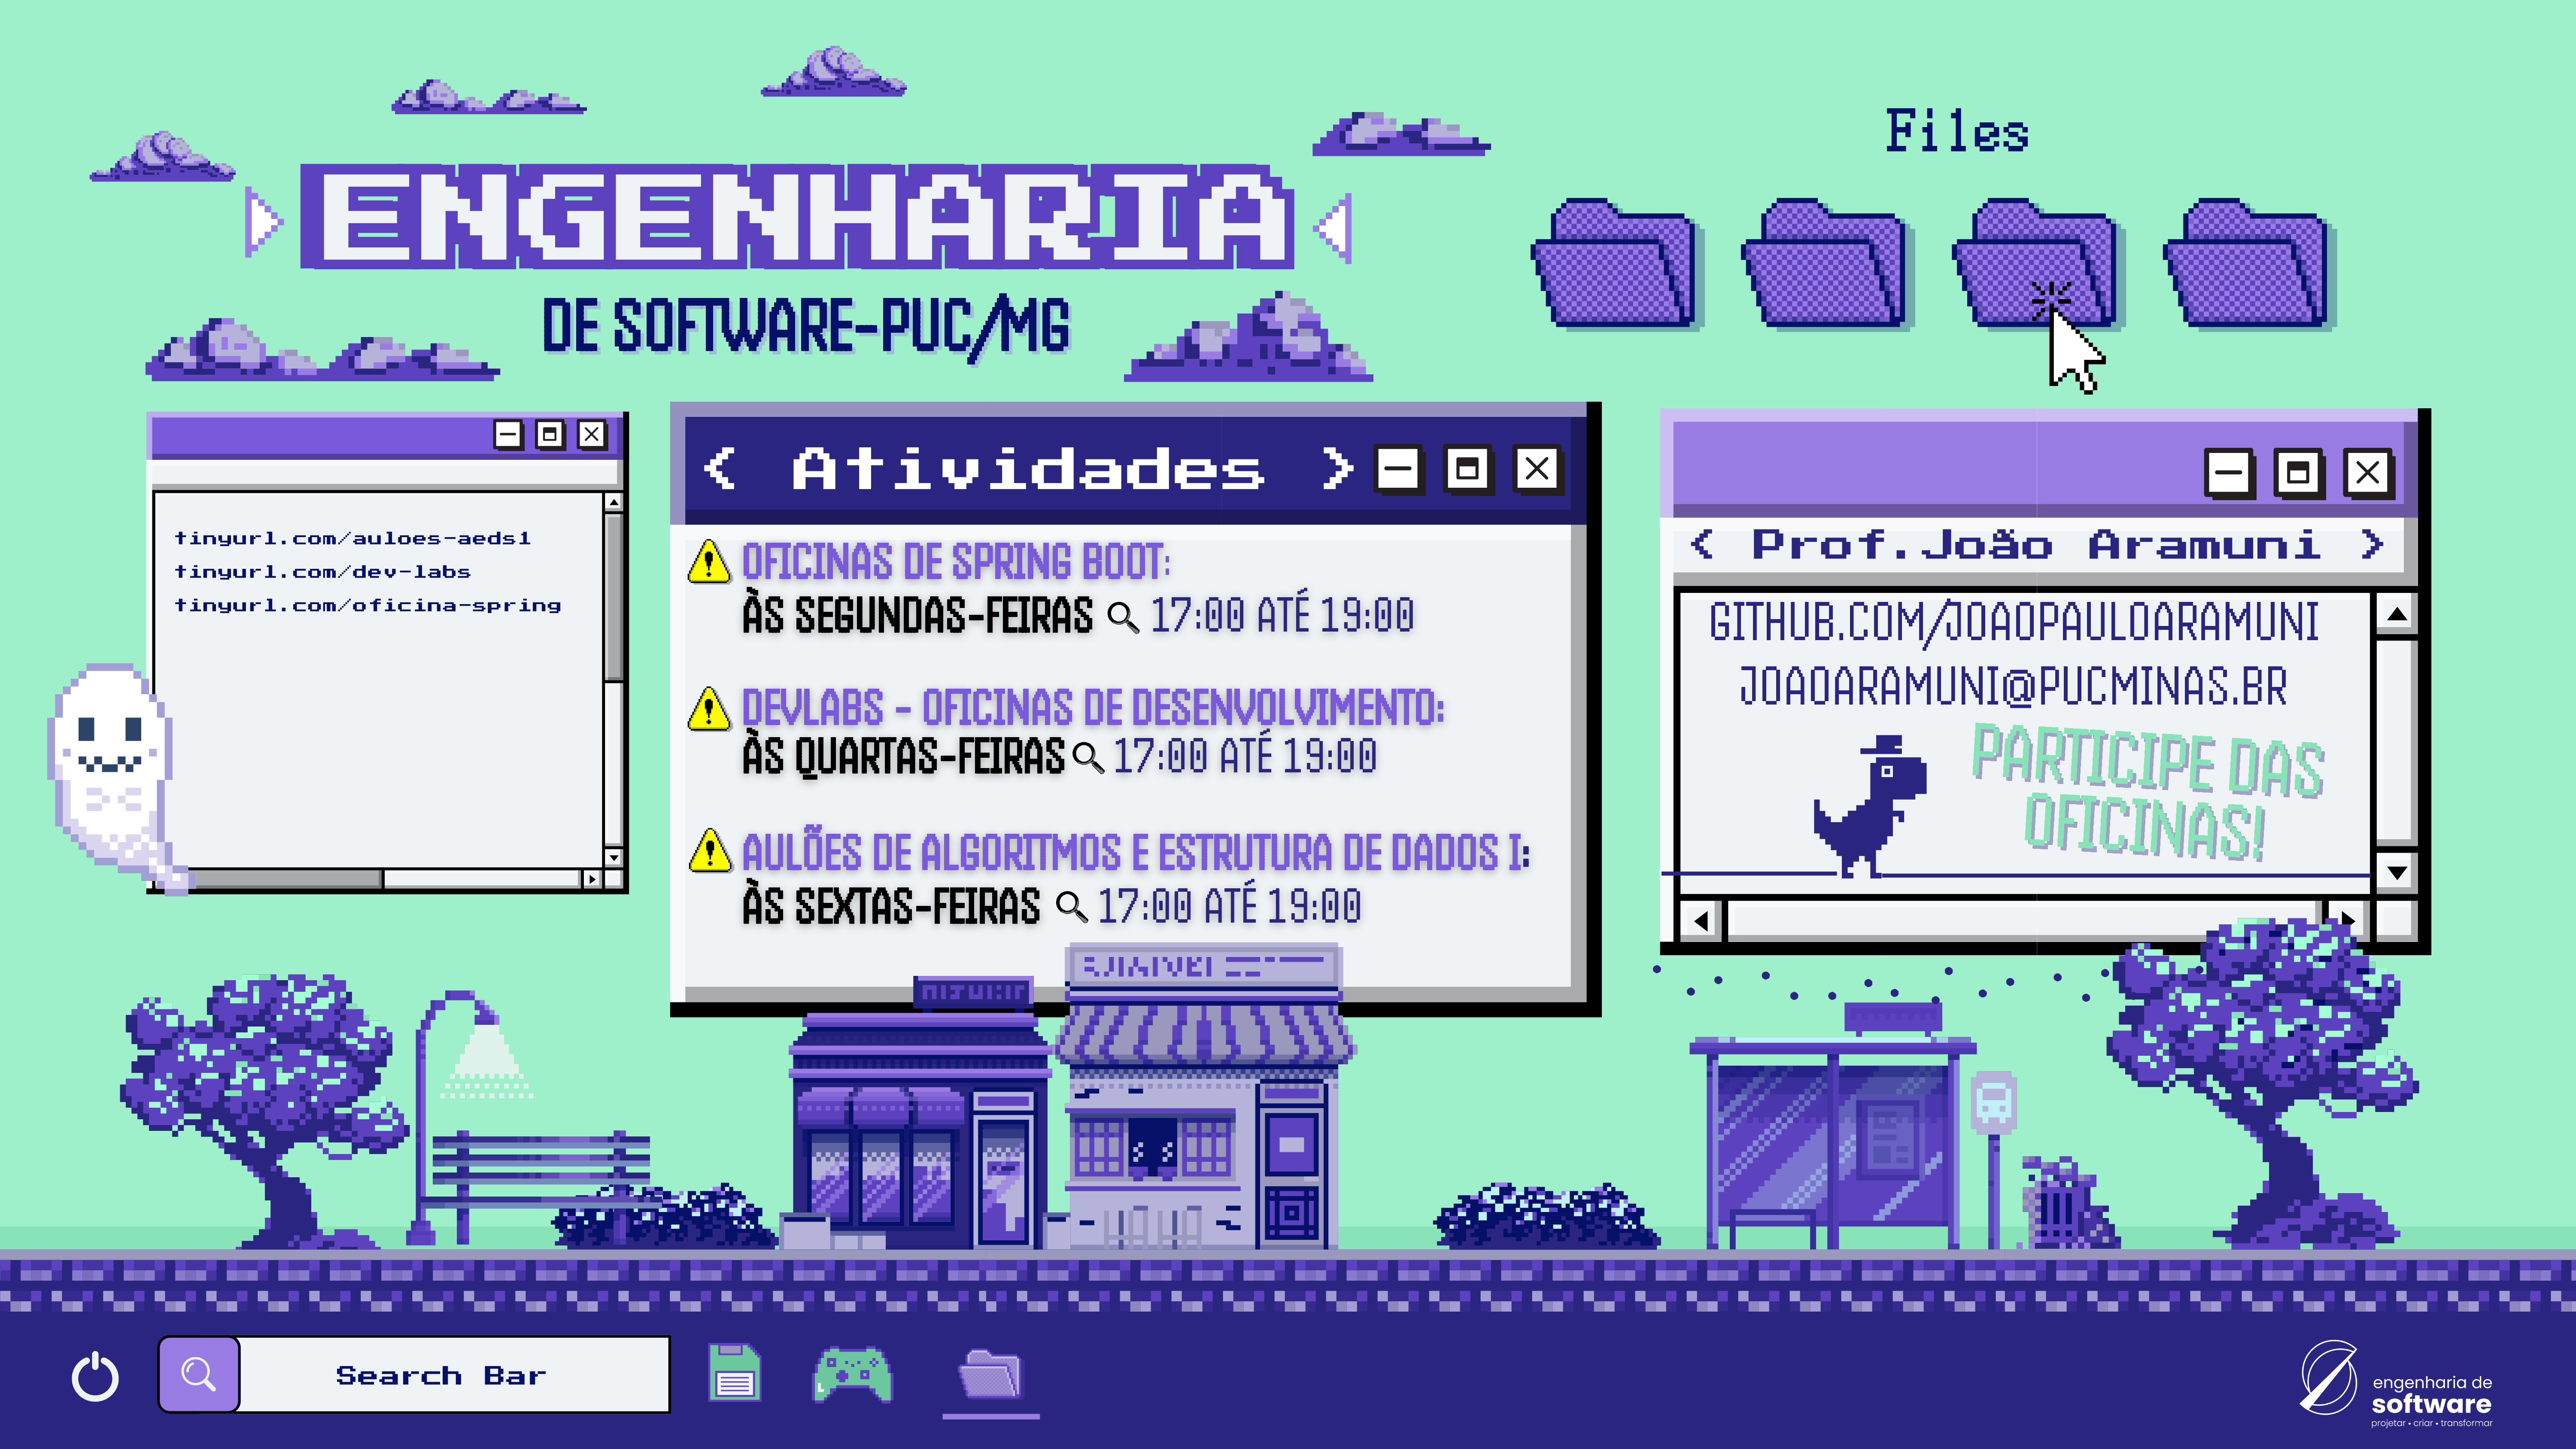 Files
ENGENHARIA
DE SOFTWARE-PUC/MG
tinyurl.com/auloes-aeds1
tinyurl.com/dev-labs
tinyurl.com/oficina-spring
< Atividades >
OFICINAS DE SPRING BOOT:
ÀS SEGUNDAS-FEIRAS 17:00 ATÉ 19:00
DEVLABS - OFICINAS DE DESENVOLVIMENTO:
ÀS QUARTAS-FEIRAS 17:00 ATÉ 19:00
AULÕES DE ALGORITMOS E ESTRUTURA DE DADOS I:
ÀS SEXTAS-FEIRAS 17:00 ATÉ 19:00
< Prof.João Aramuni >
GITHUB.COM/JOAOPAULOARAMUNI
JOAOARAMUNI@PUCMINAS.BR
PARTICIPE DAS
OFICINAS!
Search Bar
engenharia de
software
projetar • criar • transformar